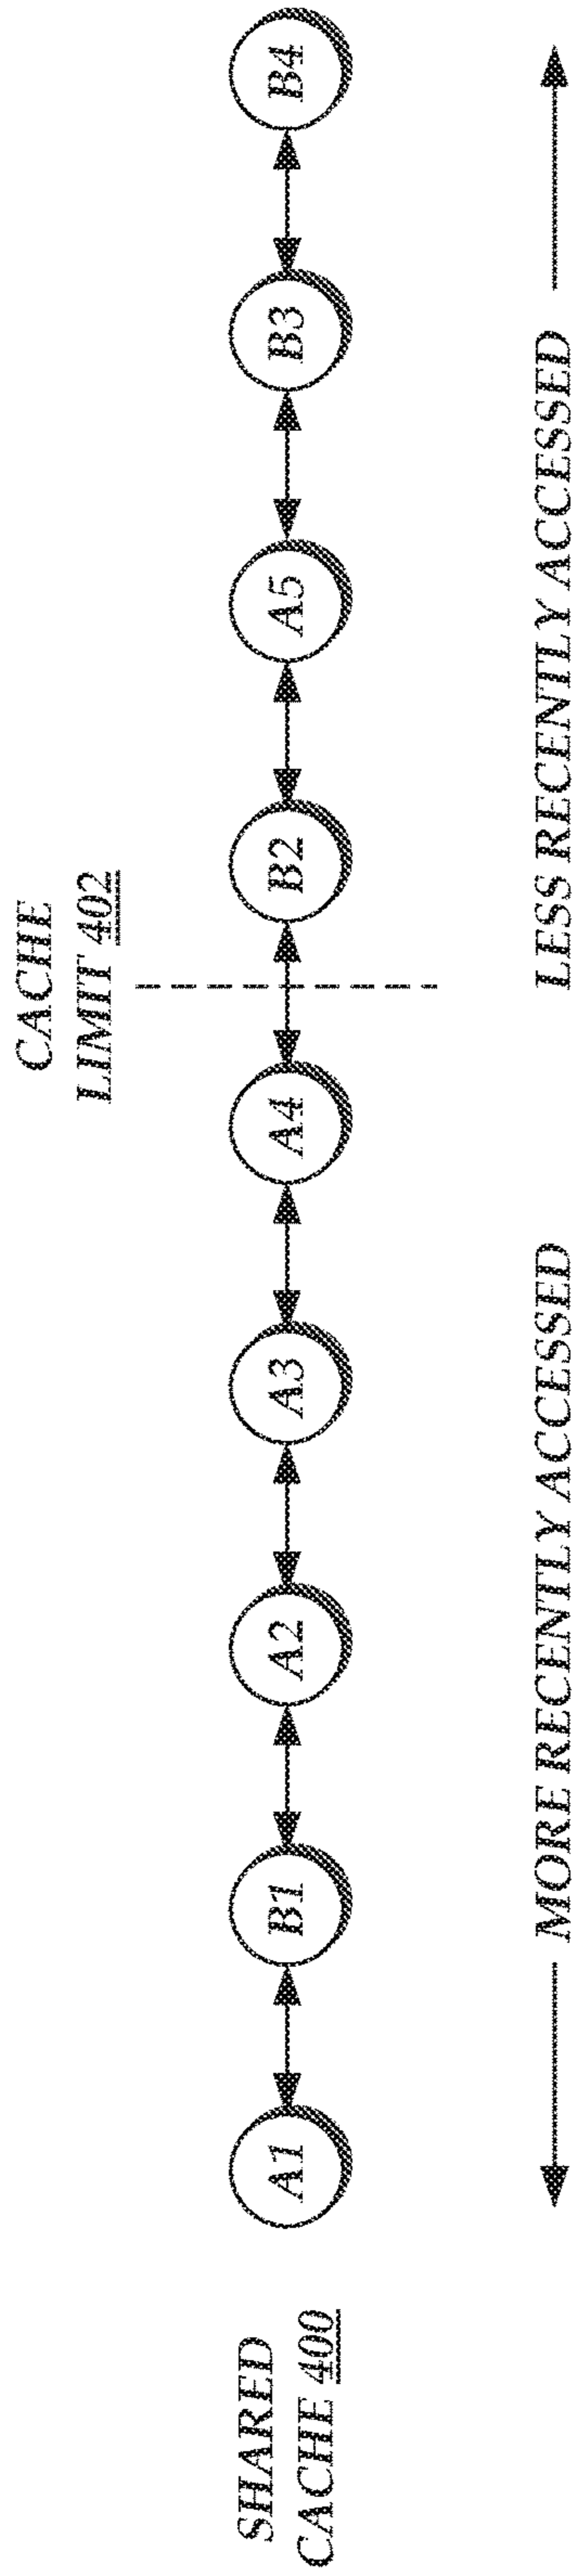 CACHE
LIMIT 402
SHARED
CACHE 400
A1
B1
A2
A3
A4
B2
A5
B3
B4
MORE RECENTLY ACCESSED
LESS RECENTLY ACCESSED